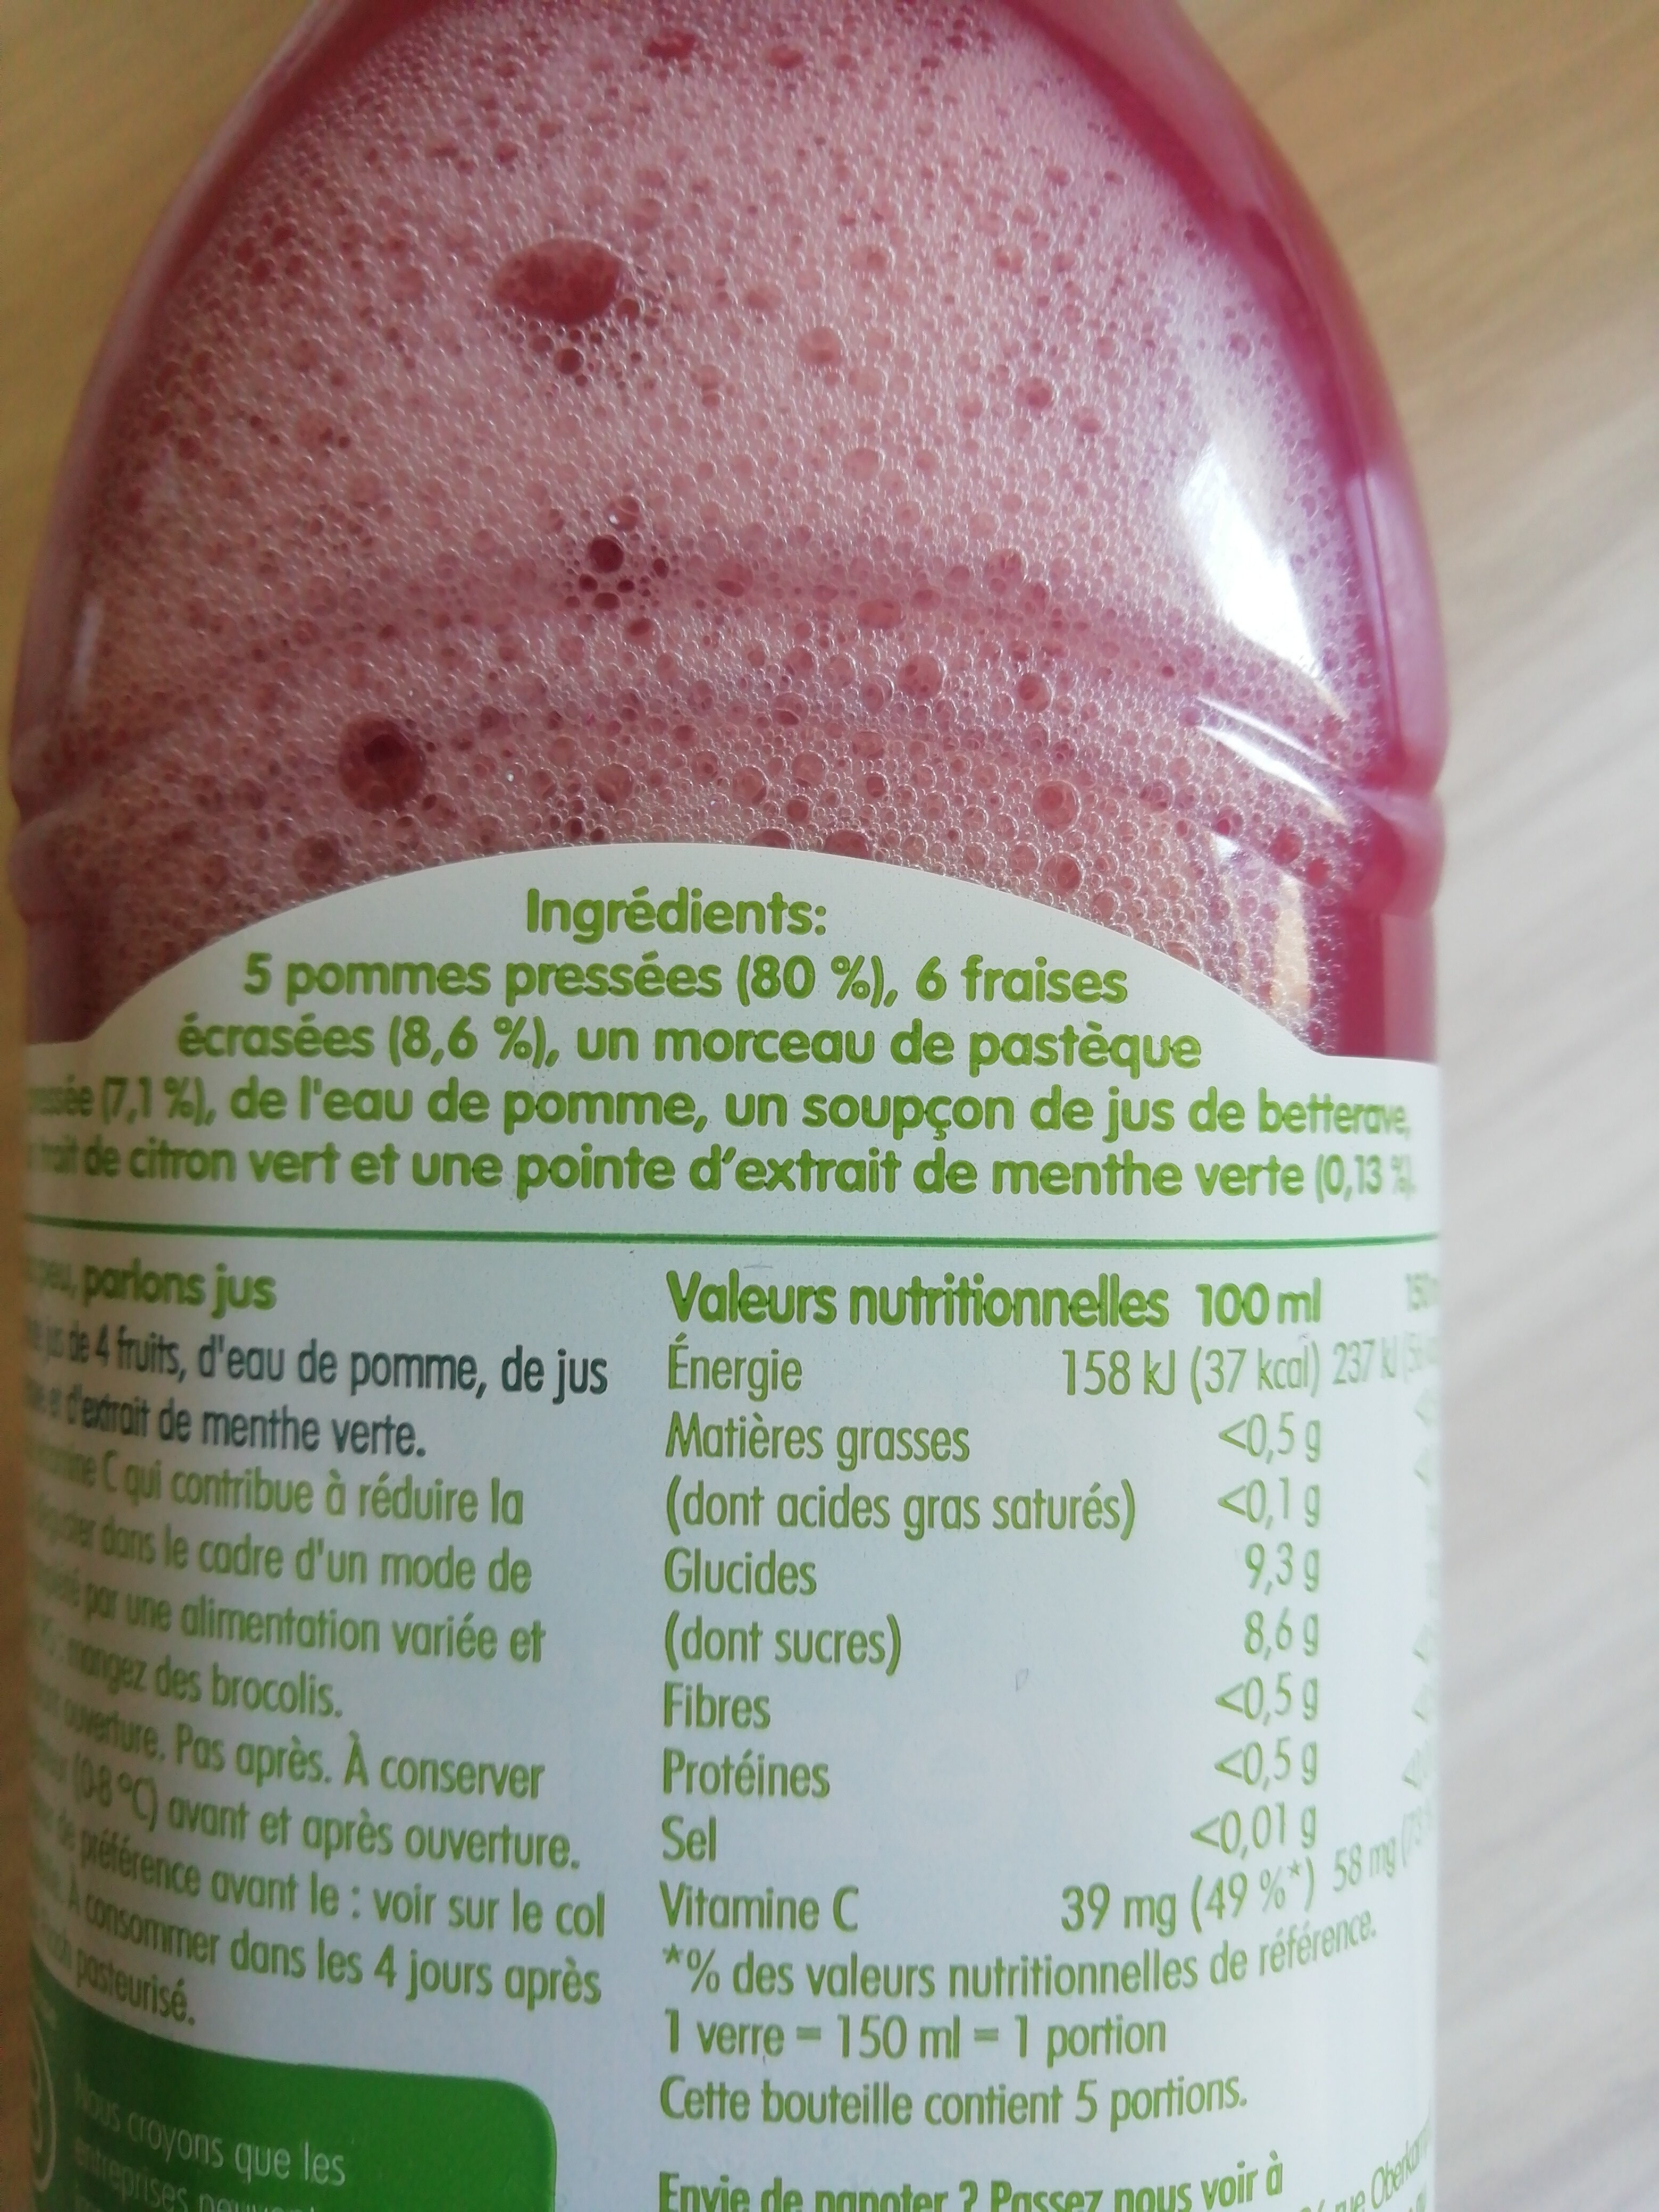 Ingrédients:
5 pommes pressées (80 %), 6 fraises
écrasées (8,6 %), un morceau de pastèque
(7,1 %), de l'eau de pomme, un soupçon de jus de betterave,
trait de citron vert et une pointe d'extrait de menthe verte (0,13 %).
parlons jus
jus de 4 fruits, d'eau de pomme, de jus
et d'extrait de menthe verte.
C qui contribue à réduire la
dans le cadre d'un mode de
par une alimentation variée et
mangez des brocolis.
ouverture. Pas après. À conserver
(0-8 °C) avant et après ouverture.
de préférence avant le : voir sur le col
À consommer dans les 4 jours après
pasteurisé.
Nous croyons que les
entreprises
Valeurs nutritionnelles 100 ml
Énergie 158 kJ (37 kcal) 237 kJ
Matières grasses <0,5 g
(dont acides gras saturés) <0,1 g
Glucides 9,3 g
(dont sucres) 8,6 g
Fibres <0,5 g
Protéines <0,5 g
Sel <0,01 g
Vitamine C 39 mg (49 %*) 58 mg
*% des valeurs nutritionnelles de référence.
1 verre = 150 ml = 1 portion
Cette bouteille contient 5 portions.
Envie de papoter ? Passez nous voir à
rue